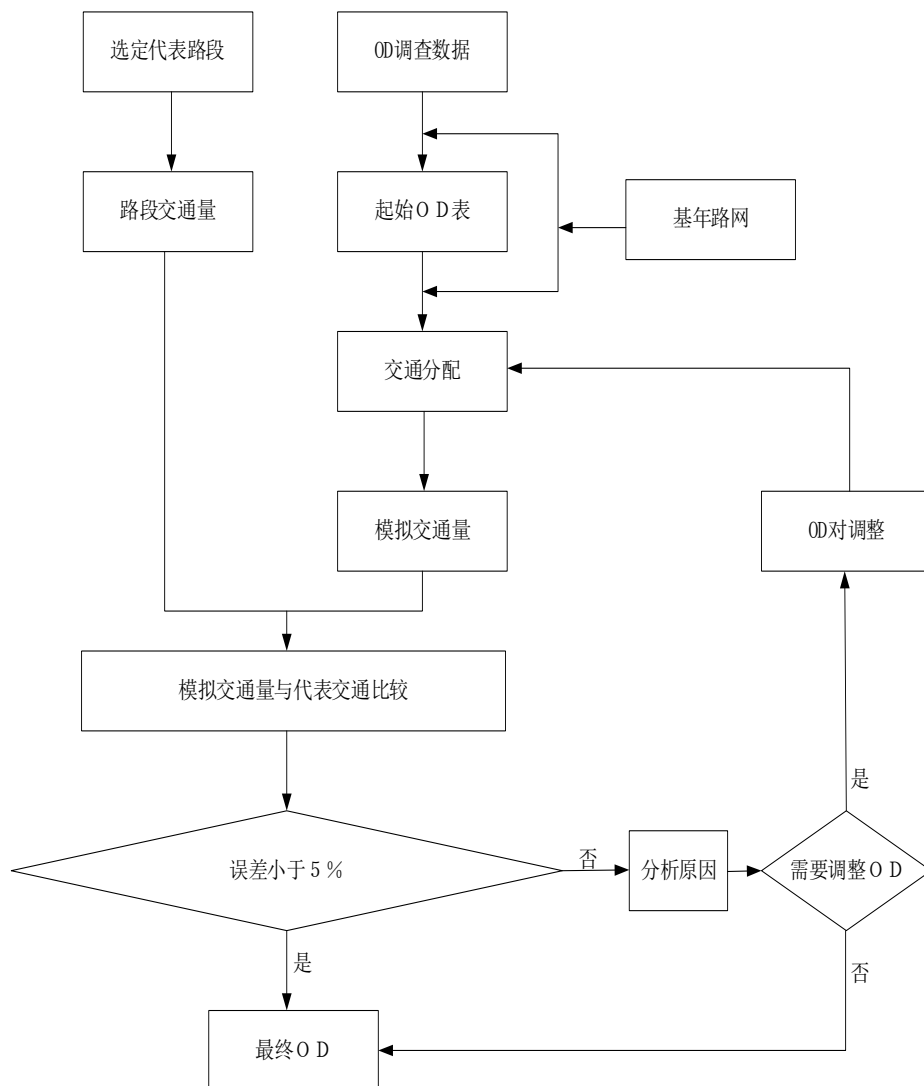 选定代表路段
OD调查数据
路段交通量
起始OD表
基年路网
交通分配
模拟交通量
OD对调整
模拟交通量与代表交通比较
是
误差小于5%
否
分析原因
需要调整OD
是
否
最终OD